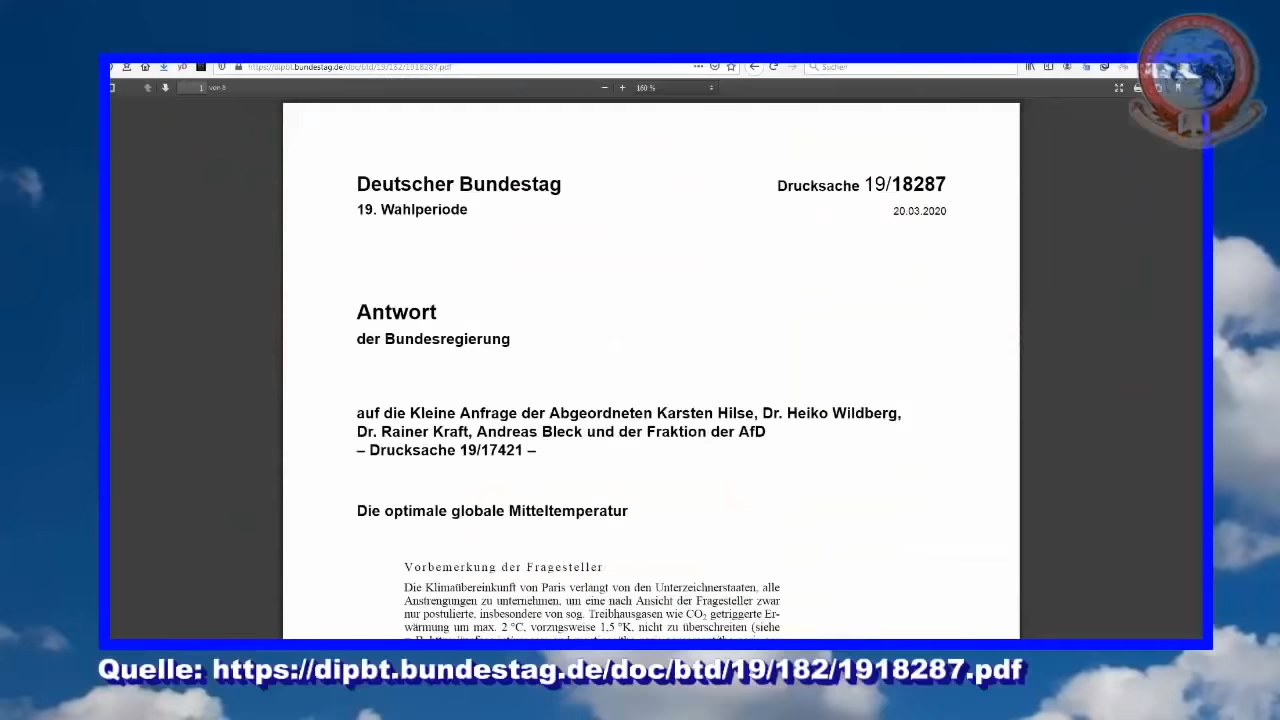 https://dipbt.bundestag.de/doc/btd/19/182/1918287.pdf
Suchen
1 von 8
160 %
Deutscher Bundestag
Drucksache 19/18287
19. Wahlperiode
20.03.2020
Antwort
der Bundesregierung
auf die Kleine Anfrage der Abgeordneten Karsten Hilse, Dr. Heiko Wildberg,
Dr. Rainer Kraft, Andreas Bleck und der Fraktion der AfD
– Drucksache 19/17421 –
Die optimale globale Mitteltemperatur
Vorbemerkung der Fragesteller
Die Klimaübereinkunft von Paris verlangt von den Unterzeichnerstaaten, alle
Anstrengungen zu unternehmen, um eine nach Ansicht der Fragesteller zwar
nur postulierte, insbesondere von sog. Treibhausgasen wie CO₂ getriggerte Er-
wärmung um max. 2 °C, vorzugsweise 1,5 °K, nicht zu überschreiten (siehe
Quelle: https://dipbt.bundestag.de/doc/btd/19/182/1918287.pdf